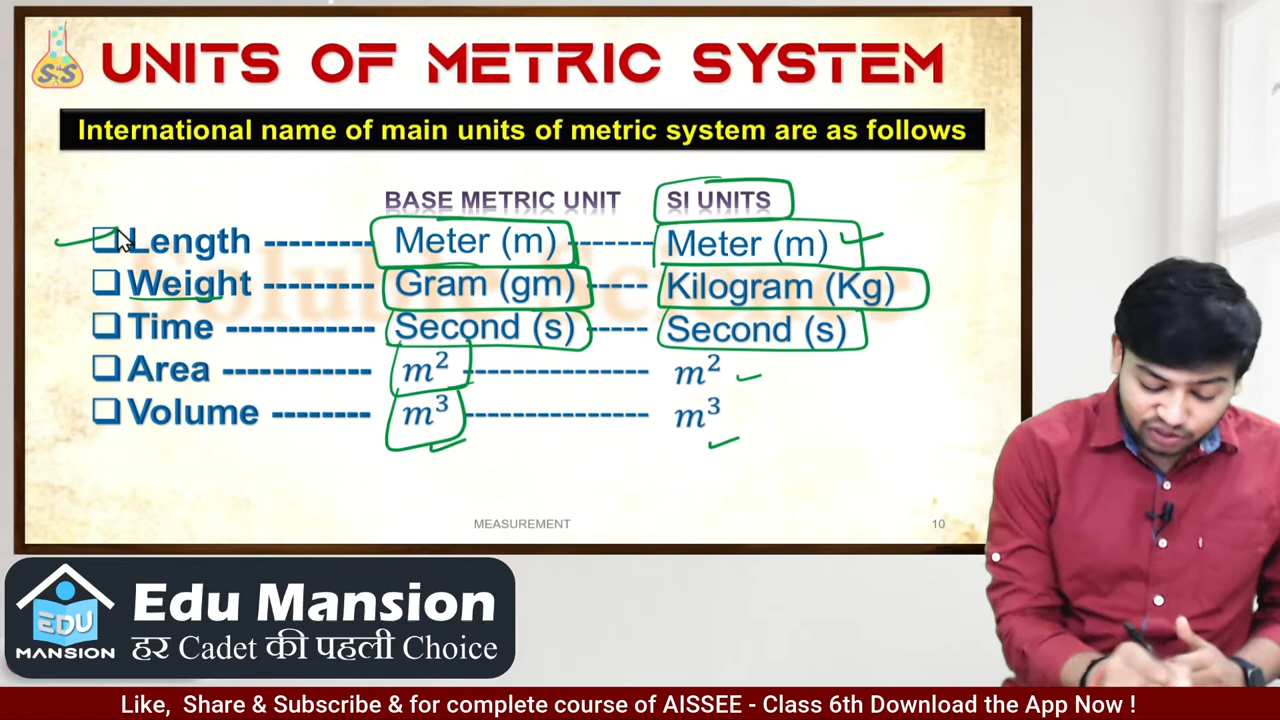 S S
UNITS OF METRIC SYSTEM
International name of main units of metric system are as follows
BASE METRIC UNIT SI UNITS
Length --------- Meter (m) ------- Meter (m)
Weight --------- Gram (gm) ----- Kilogram (Kg)
Time ------------ Second (s) ----- Second (s)
Area ------------ m² --------------- m²
Volume -------- m³ --------------- m³
MEASUREMENT 10
EDU
MANSION
Edu Mansion
हर Cadet की पहली Choice
Like, Share & Subscribe & for complete course of AISSEE - Class 6th Download the App Now !